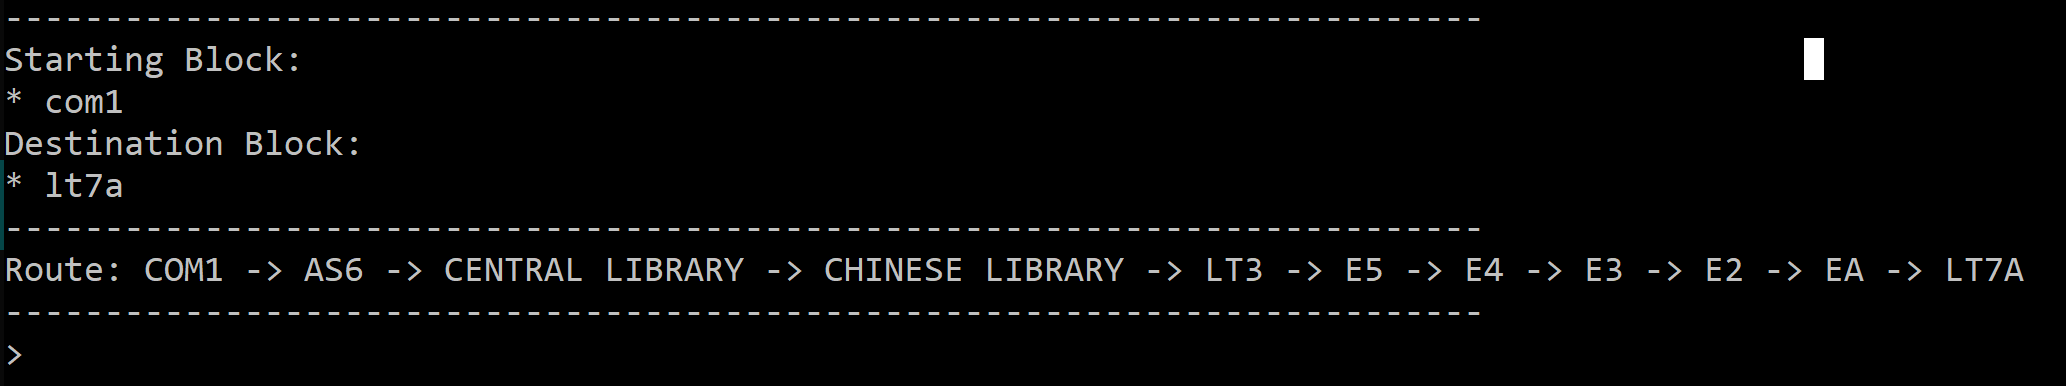 --------------------------------------------------------------------------
Starting Block:
* com1
Destination Block:
* lt7a
--------------------------------------------------------------------------
Route: COM1 -> AS6 -> CENTRAL LIBRARY -> CHINESE LIBRARY -> LT3 -> E5 -> E4 -> E3 -> E2 -> EA -> LT7A
--------------------------------------------------------------------------
>